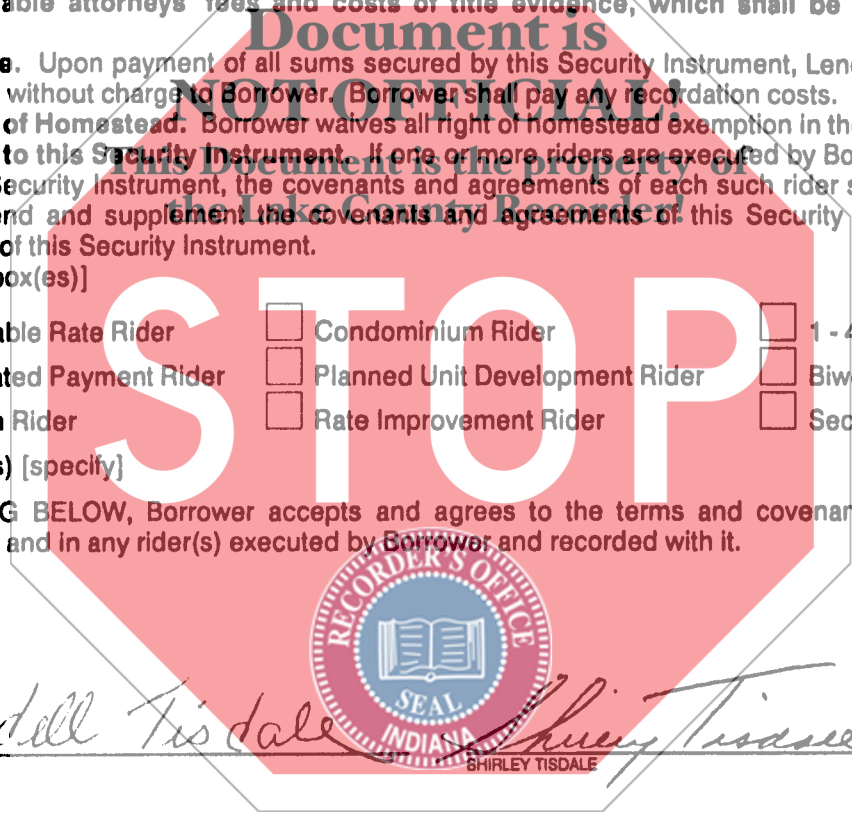 able attorneys' fees and costs of title evidence, which shall be
Document is
e. Upon payment of all sums secured by this Security Instrument, Len
without charge to Borrower. Borrower shall pay any recordation costs.
NOT OFFICIAL!
of Homestead. Borrower waives all right of homestead exemption in the
to this Security Instrument. If one or more riders are executed by Bo
This Document is the property of
ecurity Instrument, the covenants and agreements of each such rider s
end and supplement the covenants and agreements of this Security
the Lake County Recorder!
of this Security Instrument.
box(es)]
able Rate Rider Condominium Rider 1 - 4
ted Payment Rider Planned Unit Development Rider Biw
Rider Rate Improvement Rider Sec
s) [specify]
STOP
G BELOW, Borrower accepts and agrees to the terms and covenan
and in any rider(s) executed by Borrower and recorded with it.
RECORDER'S OFFICE
SEAL
INDIANA
dell Tisdale Shirley Tisdale
SHIRLEY TISDALE